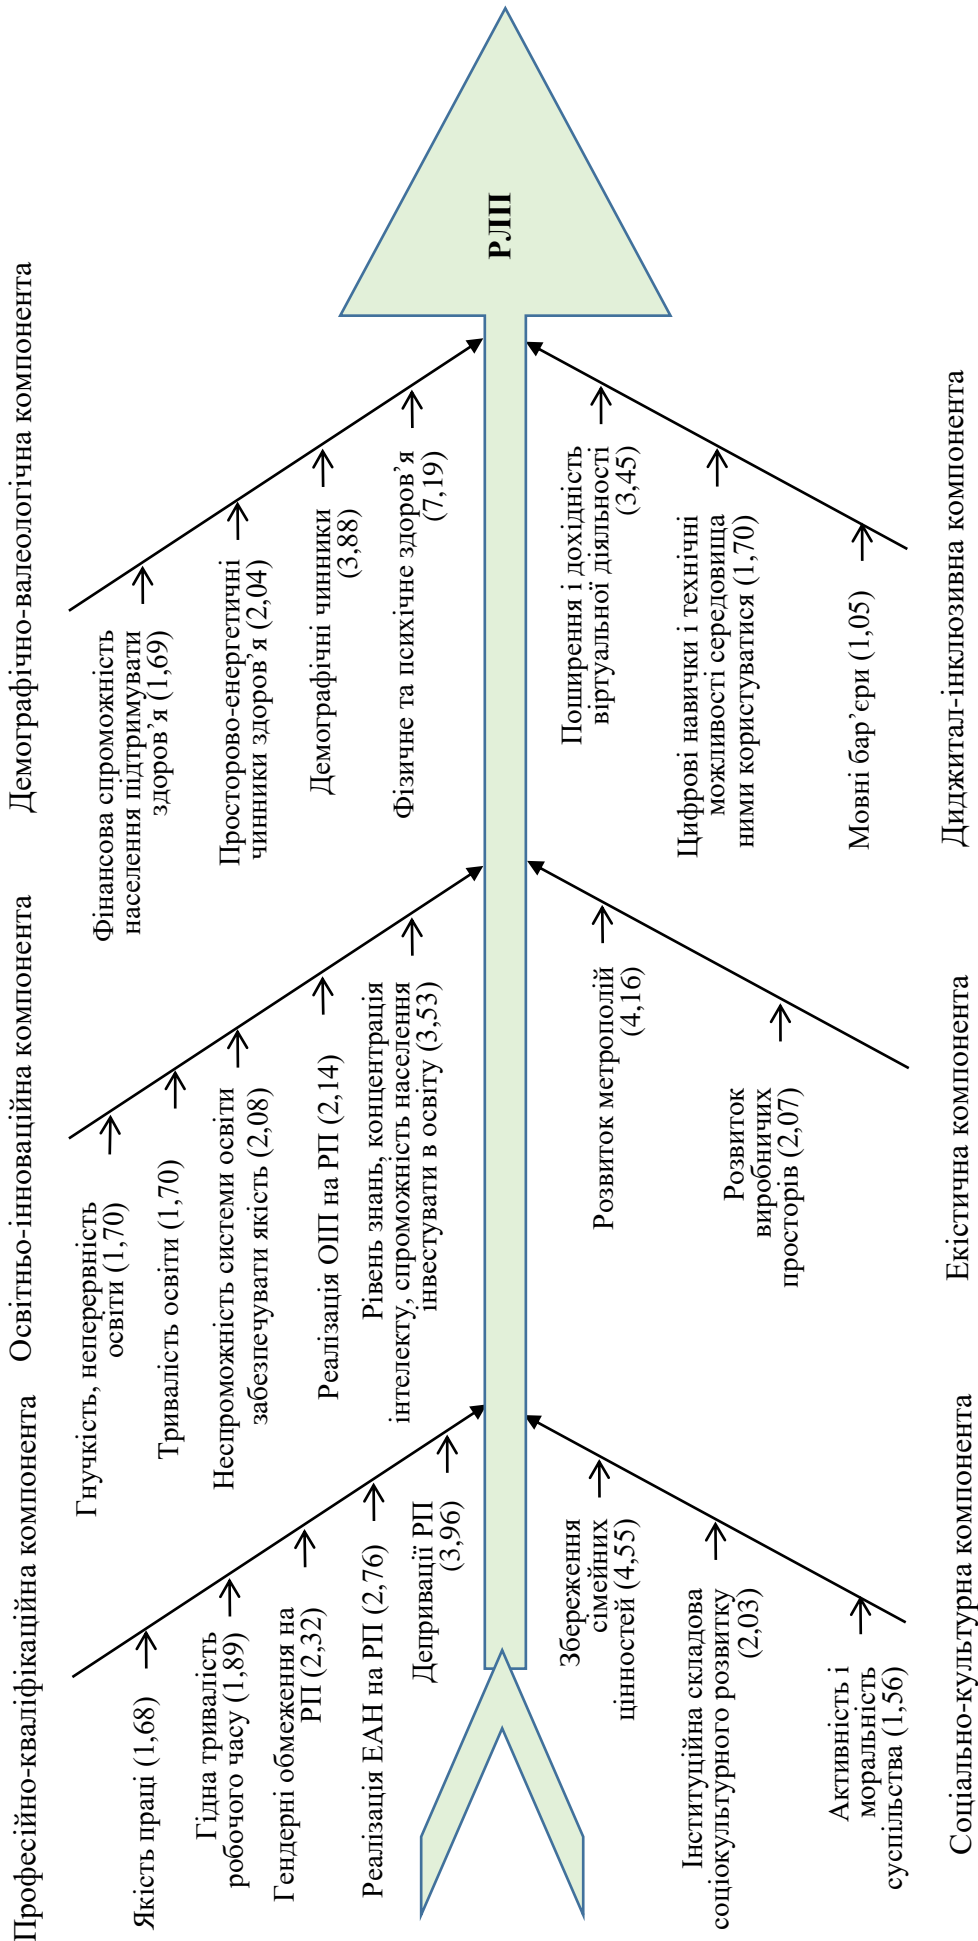 Професійно-кваліфікаційна компонента
Якість праці (1,68)
Гідна тривалість
робочого часу (1,89)
Гендерні обмеження на
РП (2,32)
Реалізація ЕАН на РП (2,76)
Депривації РП
(3,96)
Освітньо-інноваційна компонента
Гнучкість, неперервність
освіти (1,70)
Тривалість освіти (1,70)
Неспроможність системи освіти
забезпечувати якість (2,08)
Реалізація ОПП на РП (2,14)
Рівень знань, концентрація
інтелекту, спроможність населення
інвестувати в освіту (3,53)
Демографічно-валеологічна компонента
Фінансова спроможність
населення підтримувати
здоров’я (1,69)
Просторово-енергетичні
чинники здоров’я (2,04)
Демографічні чинники
(3,88)
Фізичне та психічне здоров’я
(7,19)
РЛП
Збереження
сімейних
цінностей (4,55)
Інституційна складова
соціокультурного розвитку
(2,03)
Активність і
моральність
суспільства (1,56)
Соціально-культурна компонента
Розвиток метрополій
(4,16)
Розвиток
виробничих
просторів (2,07)
Екістична компонента
Поширення і дохідність
віртуальної діяльності
(3,45)
Цифрові навички і технічні
можливості середовища
ними користуватися (1,70)
Мовні бар’єри (1,05)
Диджитал-інклюзивна компонента